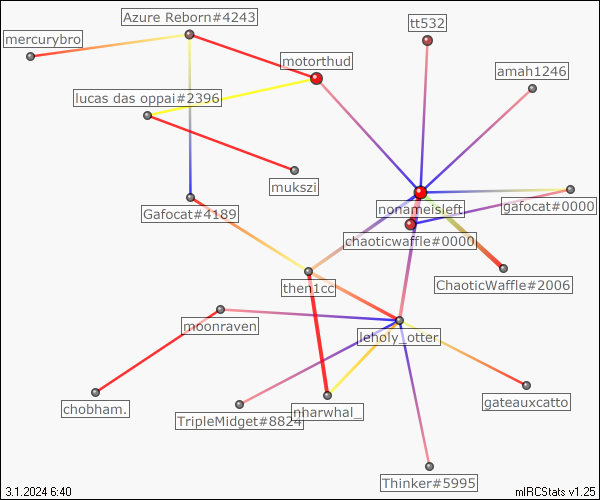 Azure Reborn#4243
tt532
mercurybro
motorthud
amah1246
lucas das oppai#2396
mukszi
nonameisleft
gafocat#0000
Gafocat#4189
chaoticwaffle#0000
then1cc
ChaoticWaffle#2006
moonraven
leholy_otter
chobham.
TripleMidget#8824
nharwhal_
gateauxcatto
Thinker#5995
3.1.2024 6:40
mIRCStats v1.25